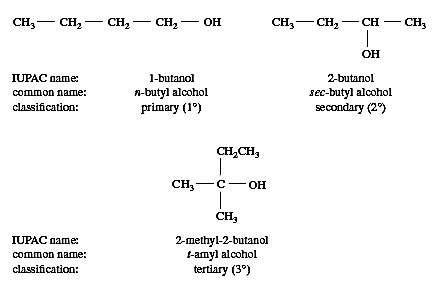 CH₃—CH₂—CH₂—CH₂—OH
CH₃—CH₂—CH—CH₃
OH
IUPAC name: 1-butanol 2-butanol
common name: n-butyl alcohol sec-butyl alcohol
classification: primary (1°) secondary (2°)
CH₂CH₃
CH₃—C—OH
CH₃
IUPAC name: 2-methyl-2-butanol
common name: t-amyl alcohol
classification: tertiary (3°)